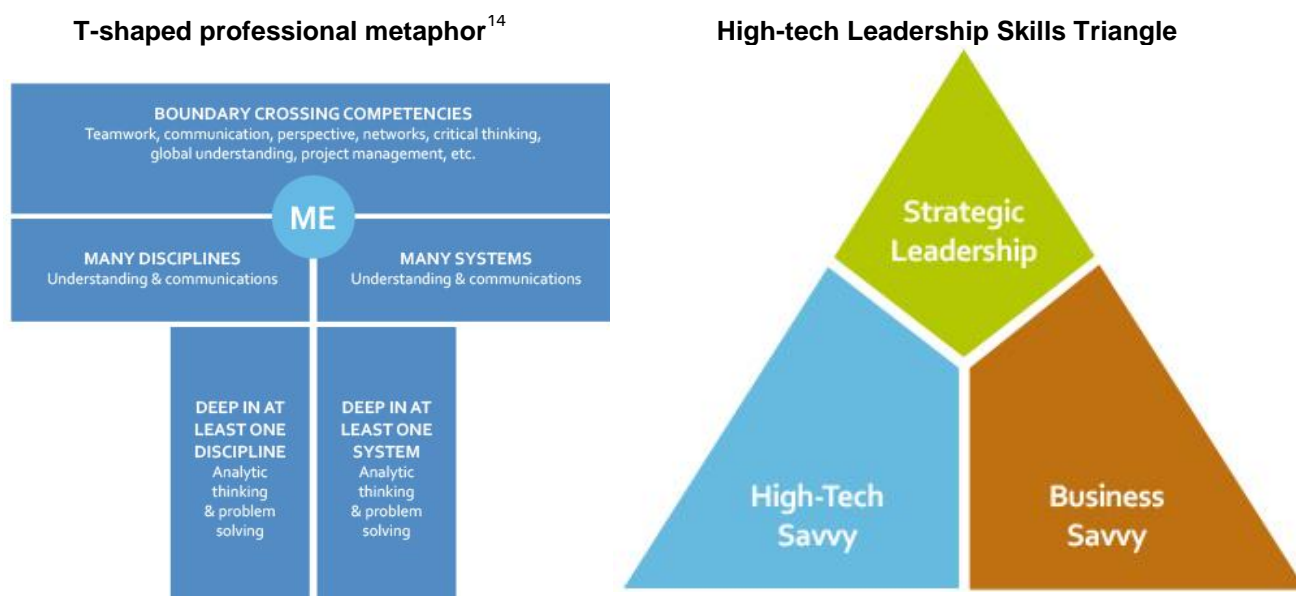 T-shaped professional metaphor14
BOUNDARY CROSSING COMPETENCIES
Teamwork, communication, perspective, networks, critical thinking,
global understanding, project management, etc.
ME
MANY DISCIPLINES
Understanding & communications
MANY SYSTEMS
Understanding & communications
DEEP IN AT
LEAST ONE
DISCIPLINE
Analytic
thinking
& problem
solving
DEEP IN AT
LEAST ONE
SYSTEM
Analytic
thinking
& problem
solving
High-tech Leadership Skills Triangle
Strategic
Leadership
High-Tech
Savvy
Business
Savvy